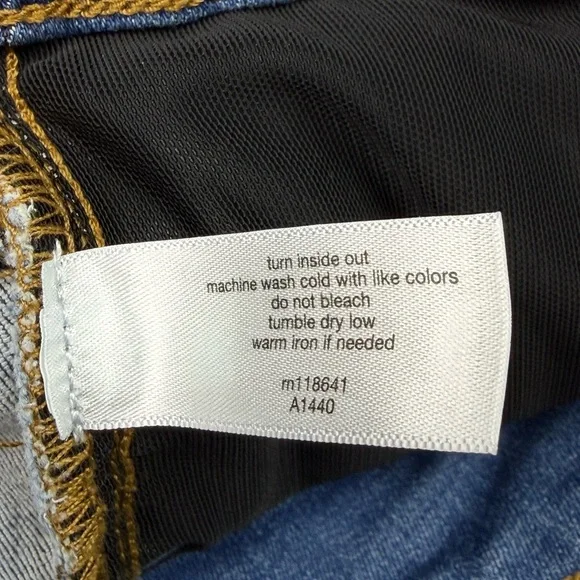 turn inside out
machine wash cold with like colors
do not bleach
tumble dry low
warm iron if needed
rn118641
A1440